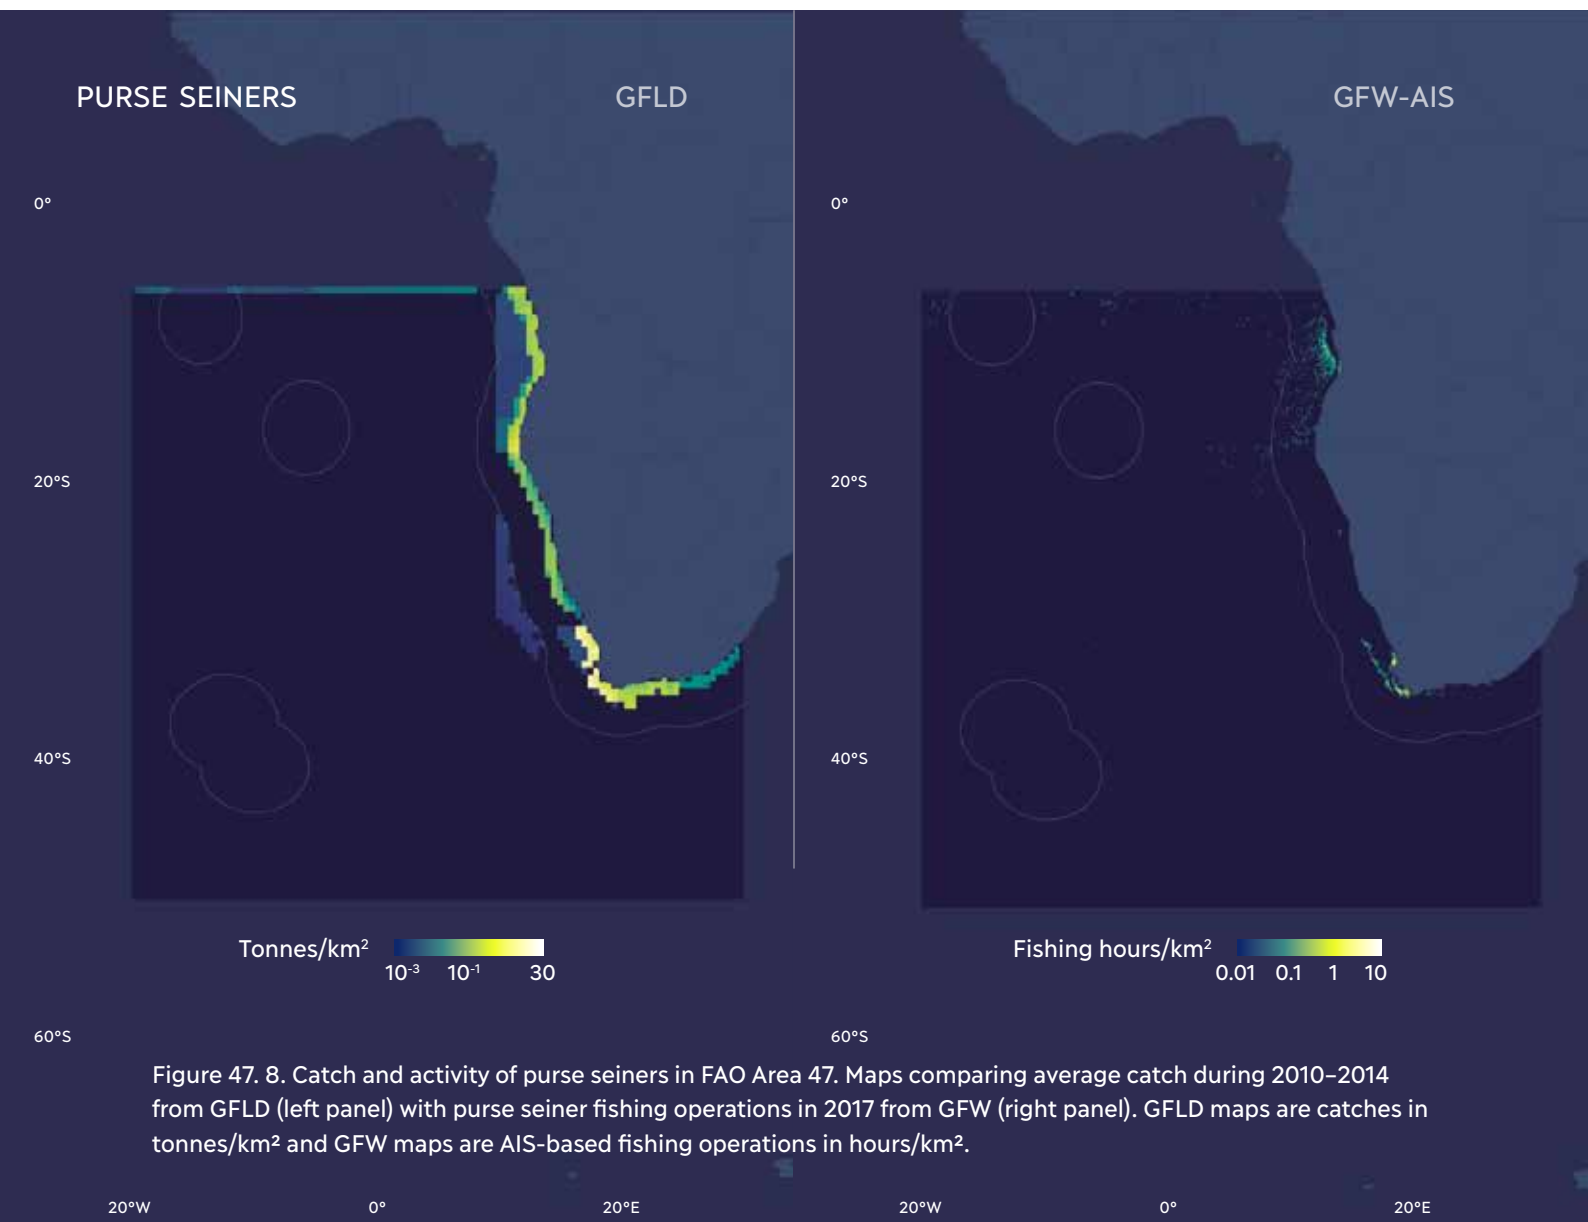 PURSE SEINERS
GFLD
GFW-AIS
0°
0°
20°S
20°S
40°S
40°S
Tonnes/km²
10⁻³ 10⁻¹ 30
Fishing hours/km²
0.01 0.1 1 10
60°S
60°S
Figure 47. 8. Catch and activity of purse seiners in FAO Area 47. Maps comparing average catch during 2010–2014
from GFLD (left panel) with purse seiner fishing operations in 2017 from GFW (right panel). GFLD maps are catches in
tonnes/km² and GFW maps are AIS-based fishing operations in hours/km².
20°W 0° 20°E
20°W 0° 20°E